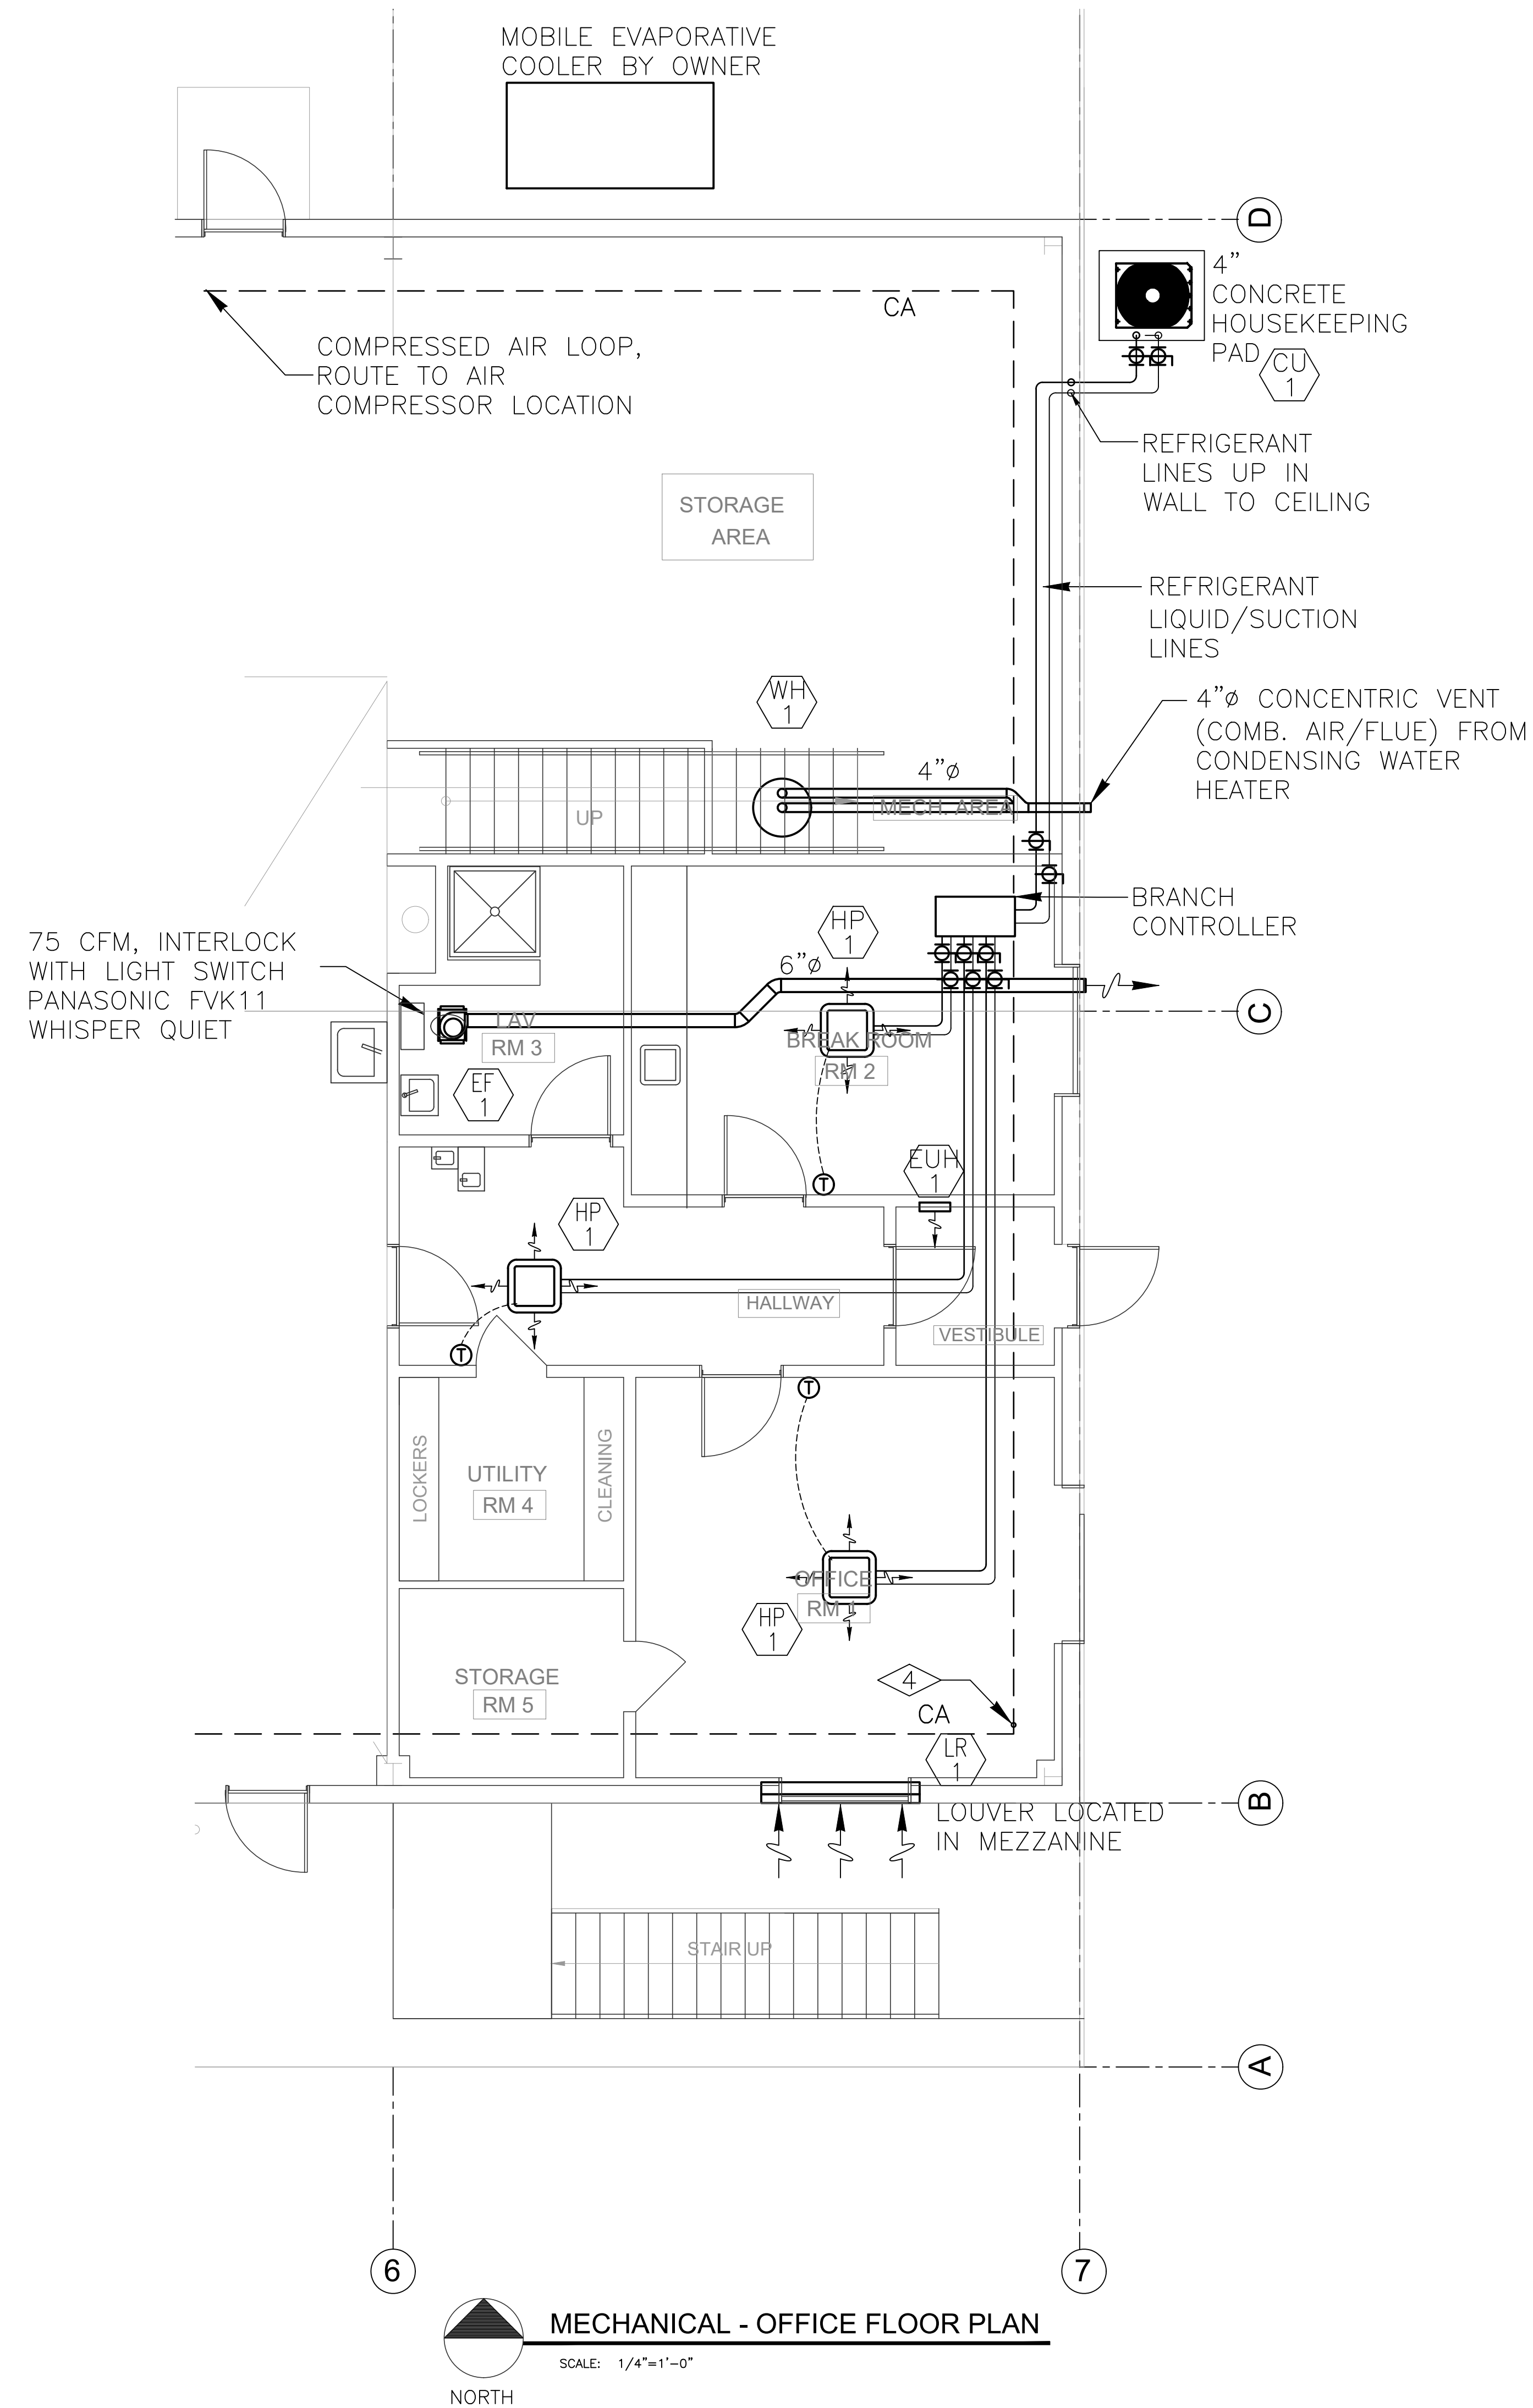 MOBILE EVAPORATIVE
COOLER BY OWNER
D
4"
CONCRETE
HOUSEKEEPING
PAD
CU
1
CA
COMPRESSED AIR LOOP,
ROUTE TO AIR
COMPRESSOR LOCATION
REFRIGERANT
LINES UP IN
WALL TO CEILING
STORAGE
AREA
REFRIGERANT
LIQUID/SUCTION
LINES
WH
1
4"ø CONCENTRIC VENT
(COMB. AIR/FLUE) FROM
CONDENSING WATER
HEATER
4"ø
MECH. AREA
UP
BRANCH
CONTROLLER
HP
1
75 CFM, INTERLOCK
WITH LIGHT SWITCH
PANASONIC FVK11
WHISPER QUIET
6"ø
C
LAV
RM 3
BREAK ROOM
RM 2
EF
1
EUH
1
T
HP
1
HALLWAY
VESTIBULE
T
T
LOCKERS
UTILITY
RM 4
CLEANING
OFFICE
RM 1
HP
1
STORAGE
RM 5
4
CA
LR
1
B
LOUVER LOCATED
IN MEZZANINE
STAIR UP
A
6
7
MECHANICAL - OFFICE FLOOR PLAN
SCALE: 1/4"=1'-0"
NORTH